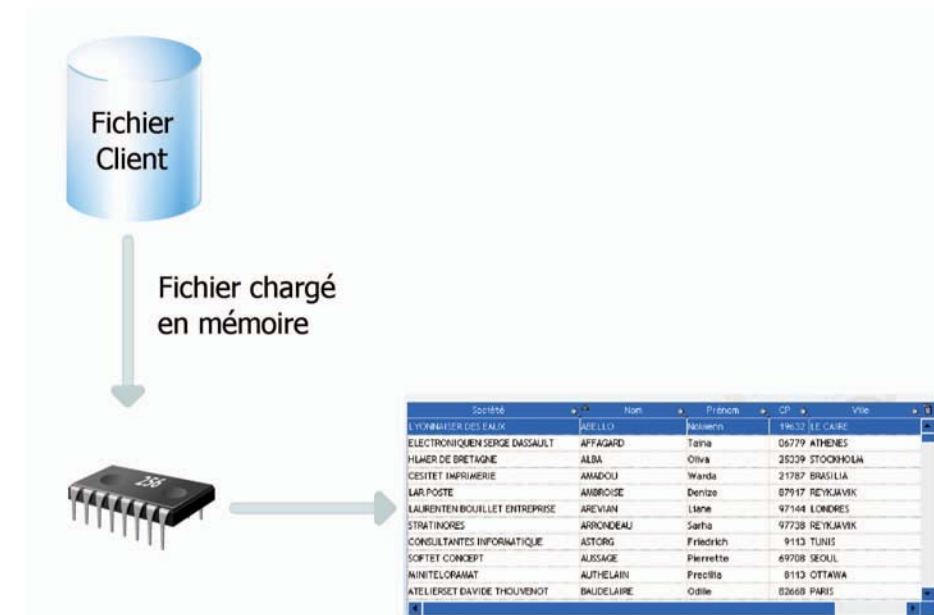 Fichier
Client
Fichier chargé
en mémoire
256
Société Nom Prénom CP Ville
LYONNAISER DES EAUX ABELLO Nolwenn 19632 LE CAIRE
ELECTRONIQUEN SERGE DASSAULT AFFAGARD Taina 06779 ATHENES
HLMER DE BRETAGNE ALBA Oliva 25339 STOCKHOLM
CESITET IMPRIMERIE AMADOU Warda 21787 BRASILIA
LAR POSTE AMBROISE Denize 87917 REYKJAVIK
LAURENTEN BOUILLET ENTREPRISE AREVIAN Liane 97144 LONDRES
STRATINORES ARRONDEAU Sarha 97738 REYKJAVIK
CONSULTANTES INFORMATIQUE ASTORG Friedrich 9113 TUNIS
SOFTET CONCEPT AUSSAGE Pierrette 69708 SEOUL
MINITELORAMAT AUTHELAIN Precilla 8113 OTTAWA
ATELIERSET DAVIDE THOUVENOT BAUDELAIRE Odile 82668 PARIS